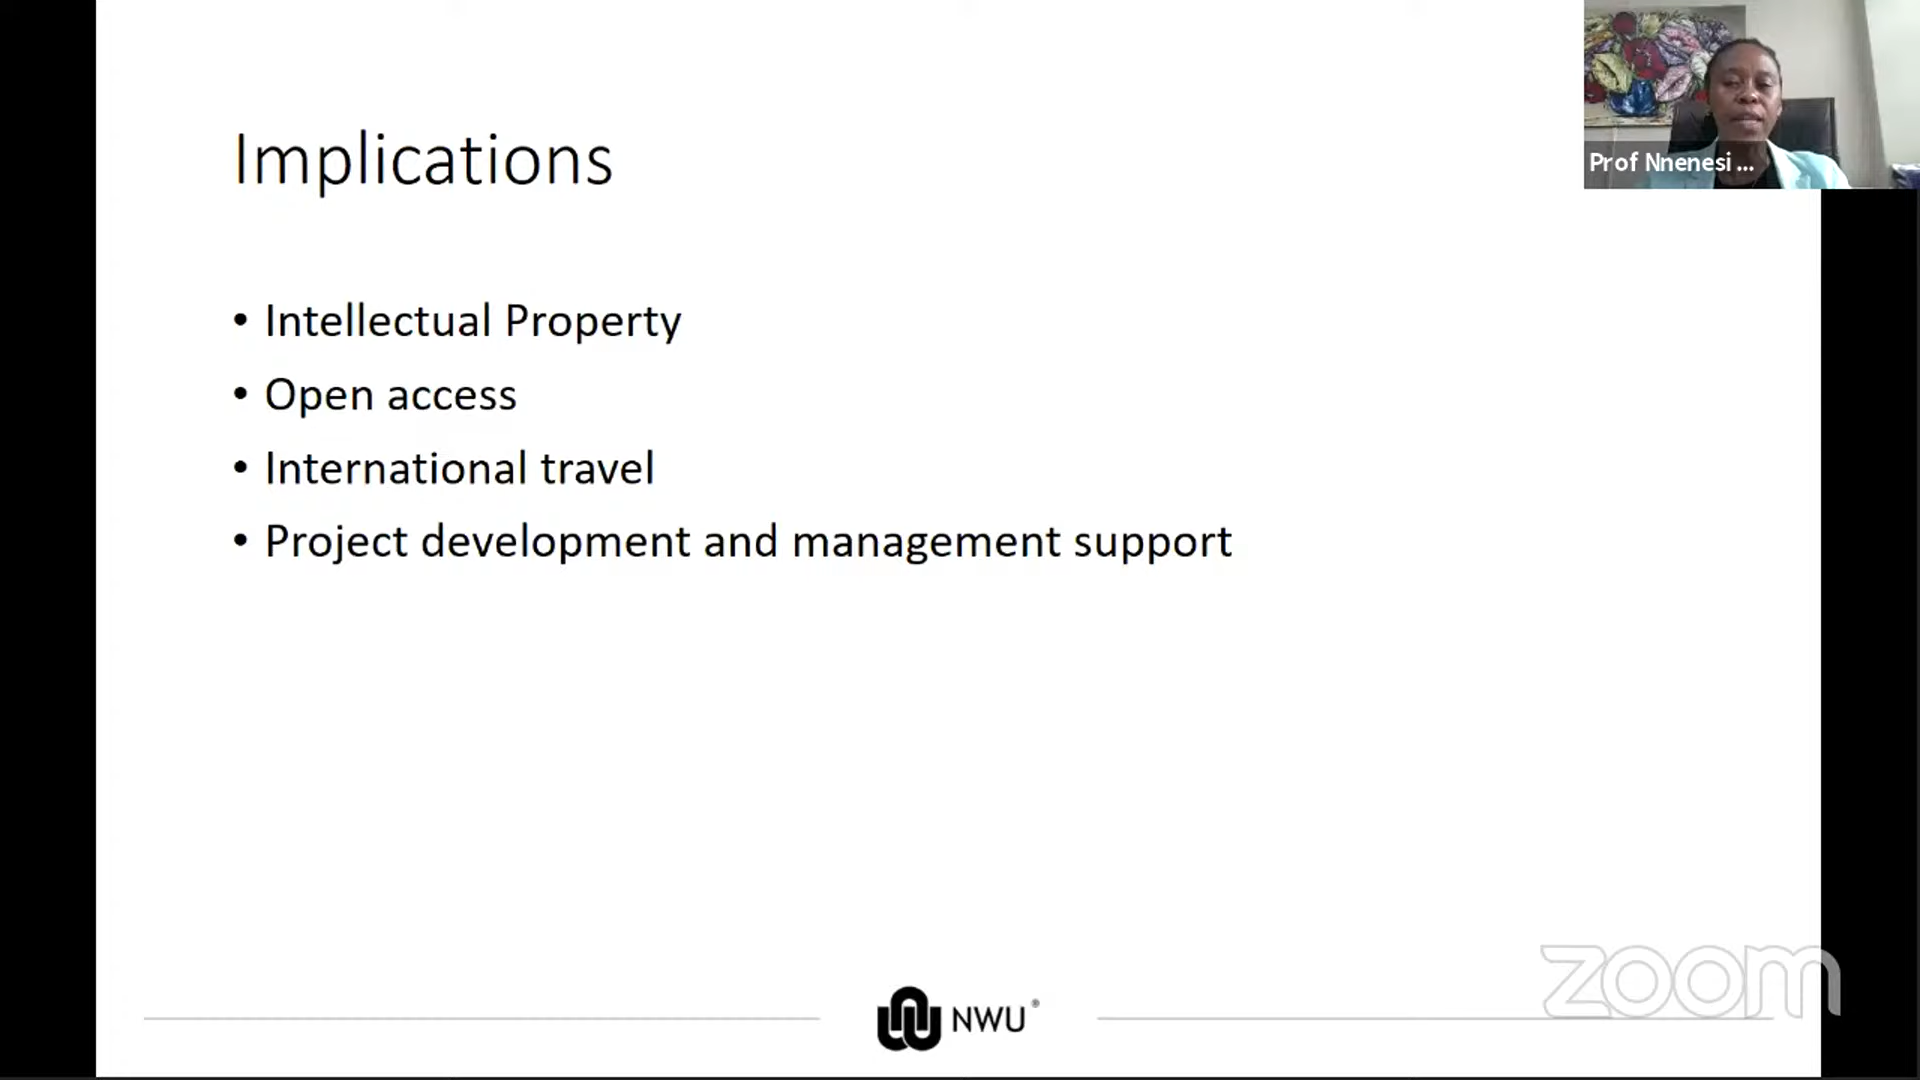 Implications
Prof Nnenesi ...
• Intellectual Property
• Open access
• International travel
• Project development and management support
zoom
NWU®